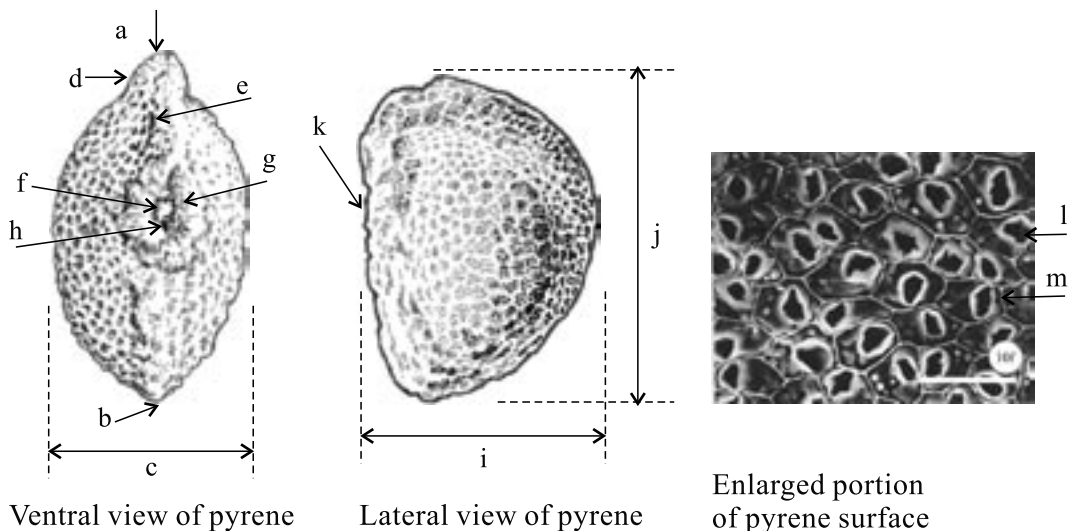 a
d
e
f
g
h
b
c
k
j
i
l
m
Ventral view of pyrene
Lateral view of pyrene
Enlarged portion
of pyrene surface